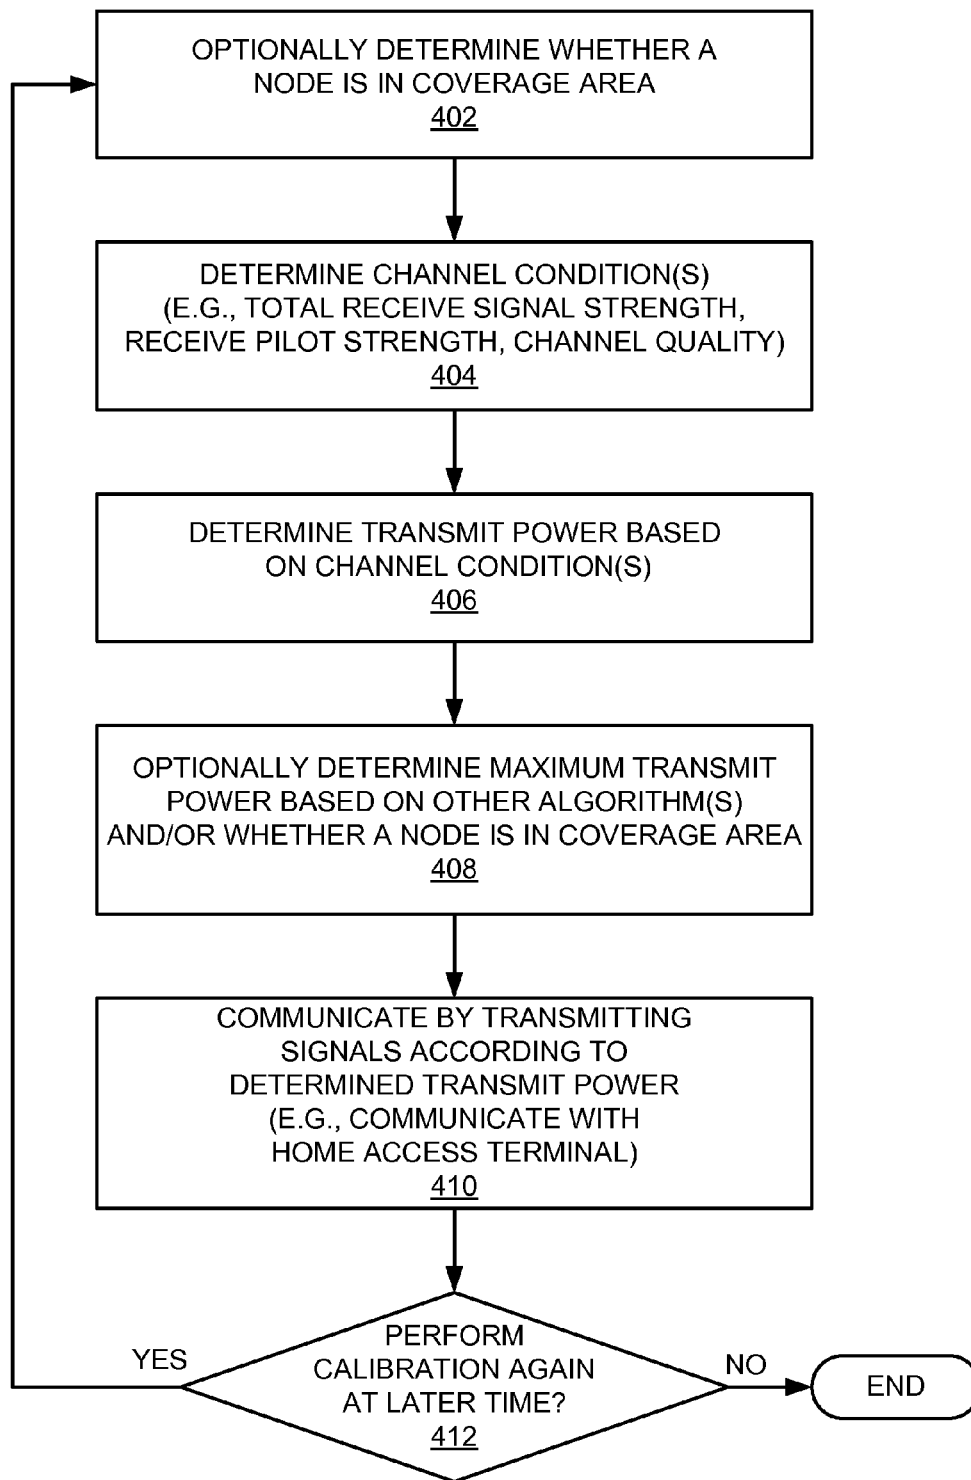 OPTIONALLY DETERMINE WHETHER A
NODE IS IN COVERAGE AREA
402
DETERMINE CHANNEL CONDITION(S)
(E.G., TOTAL RECEIVE SIGNAL STRENGTH,
RECEIVE PILOT STRENGTH, CHANNEL QUALITY)
404
DETERMINE TRANSMIT POWER BASED
ON CHANNEL CONDITION(S)
406
OPTIONALLY DETERMINE MAXIMUM TRANSMIT
POWER BASED ON OTHER ALGORITHM(S)
AND/OR WHETHER A NODE IS IN COVERAGE AREA
408
COMMUNICATE BY TRANSMITTING
SIGNALS ACCORDING TO
DETERMINED TRANSMIT POWER
(E.G., COMMUNICATE WITH
HOME ACCESS TERMINAL)
410
YES
PERFORM
CALIBRATION AGAIN
AT LATER TIME?
412
NO
END